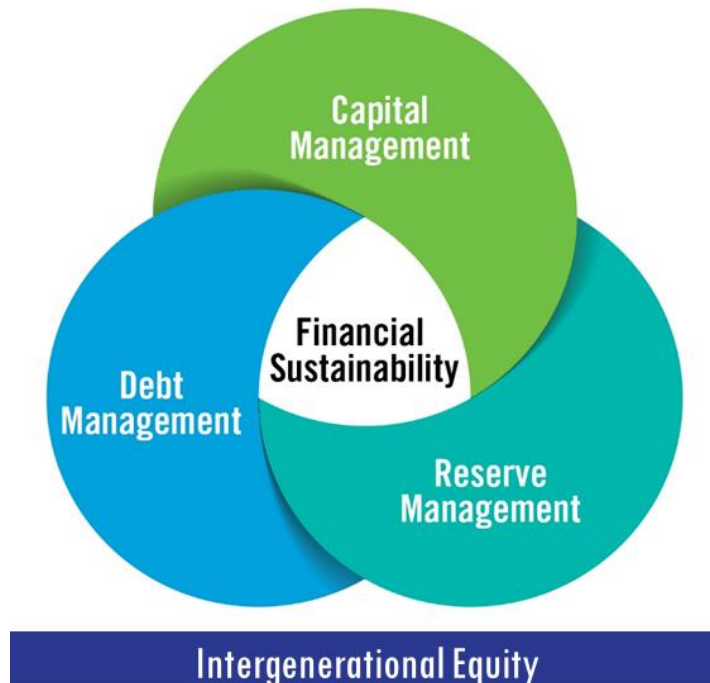 Capital
Management
Financial
Sustainability
Debt
Management
Reserve
Management
Intergenerational Equity